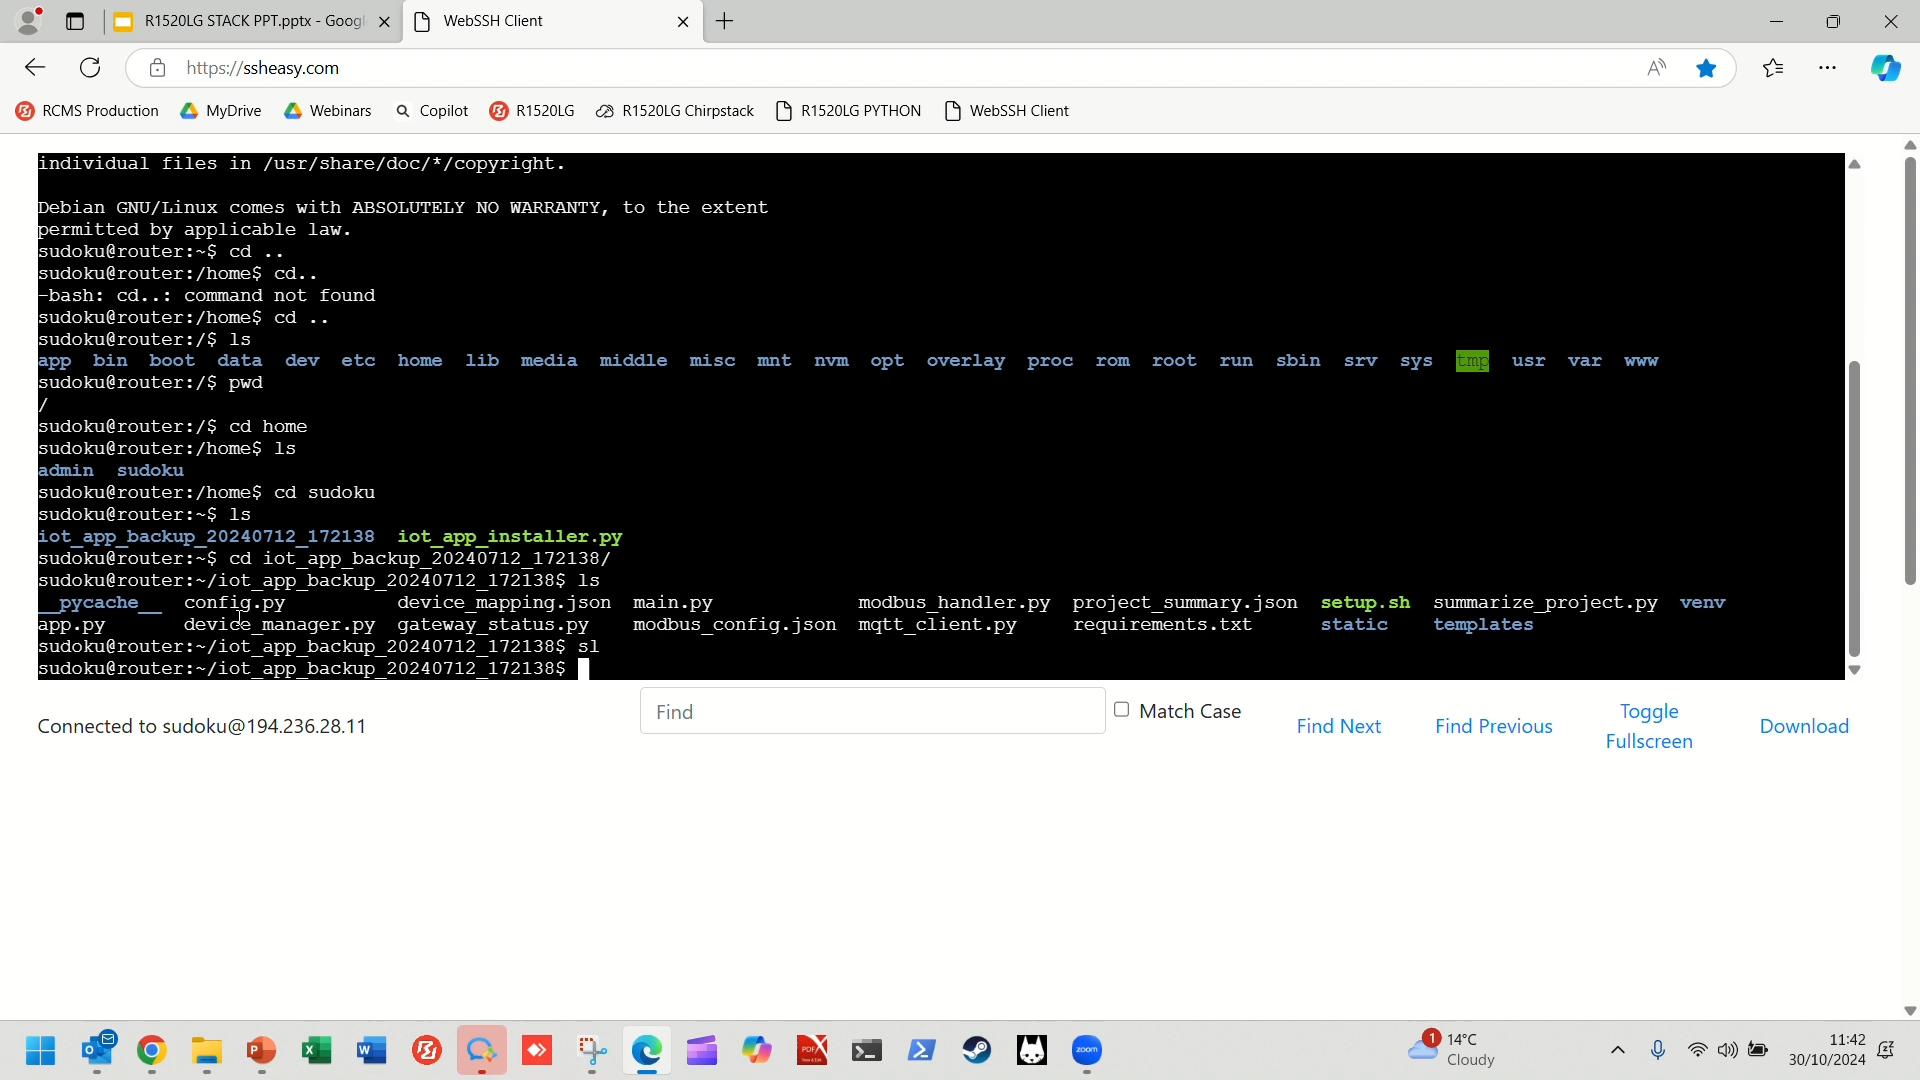 R1520LG STACK PPT.pptx - Googl
WebSSH Client
https://ssheasy.com
RCMS Production
MyDrive
Webinars
Copilot
R1520LG
R1520LG Chirpstack
R1520LG PYTHON
WebSSH Client
individual files in /usr/share/doc/*/copyright.
Debian GNU/Linux comes with ABSOLUTELY NO WARRANTY, to the extent
permitted by applicable law.
sudoku@router:~$ cd ..
sudoku@router:/home$ cd..
-bash: cd..: command not found
sudoku@router:/home$ cd ..
sudoku@router:/$ ls
app bin boot data dev etc home lib media middle misc mnt nvm opt overlay proc rom root run sbin srv sys tmp usr var www
sudoku@router:/$ pwd
/
sudoku@router:/$ cd home
sudoku@router:/home$ ls
admin sudoku
sudoku@router:/home$ cd sudoku
sudoku@router:~$ ls
iot_app_backup_20240712_172138 iot_app_installer.py
sudoku@router:~$ cd iot_app_backup_20240712_172138/
sudoku@router:~/iot_app_backup_20240712_172138$ ls
__pycache__ config.py device_mapping.json main.py modbus_handler.py project_summary.json setup.sh summarize_project.py venv
app.py device_manager.py gateway_status.py modbus_config.json mqtt_client.py requirements.txt static templates
sudoku@router:~/iot_app_backup_20240712_172138$ sl
sudoku@router:~/iot_app_backup_20240712_172138$
Connected to sudoku@194.236.28.11
Find
Match Case
Find Next
Find Previous
Toggle
Fullscreen
Download
zoom
1
14°C
Cloudy
11:42
30/10/2024